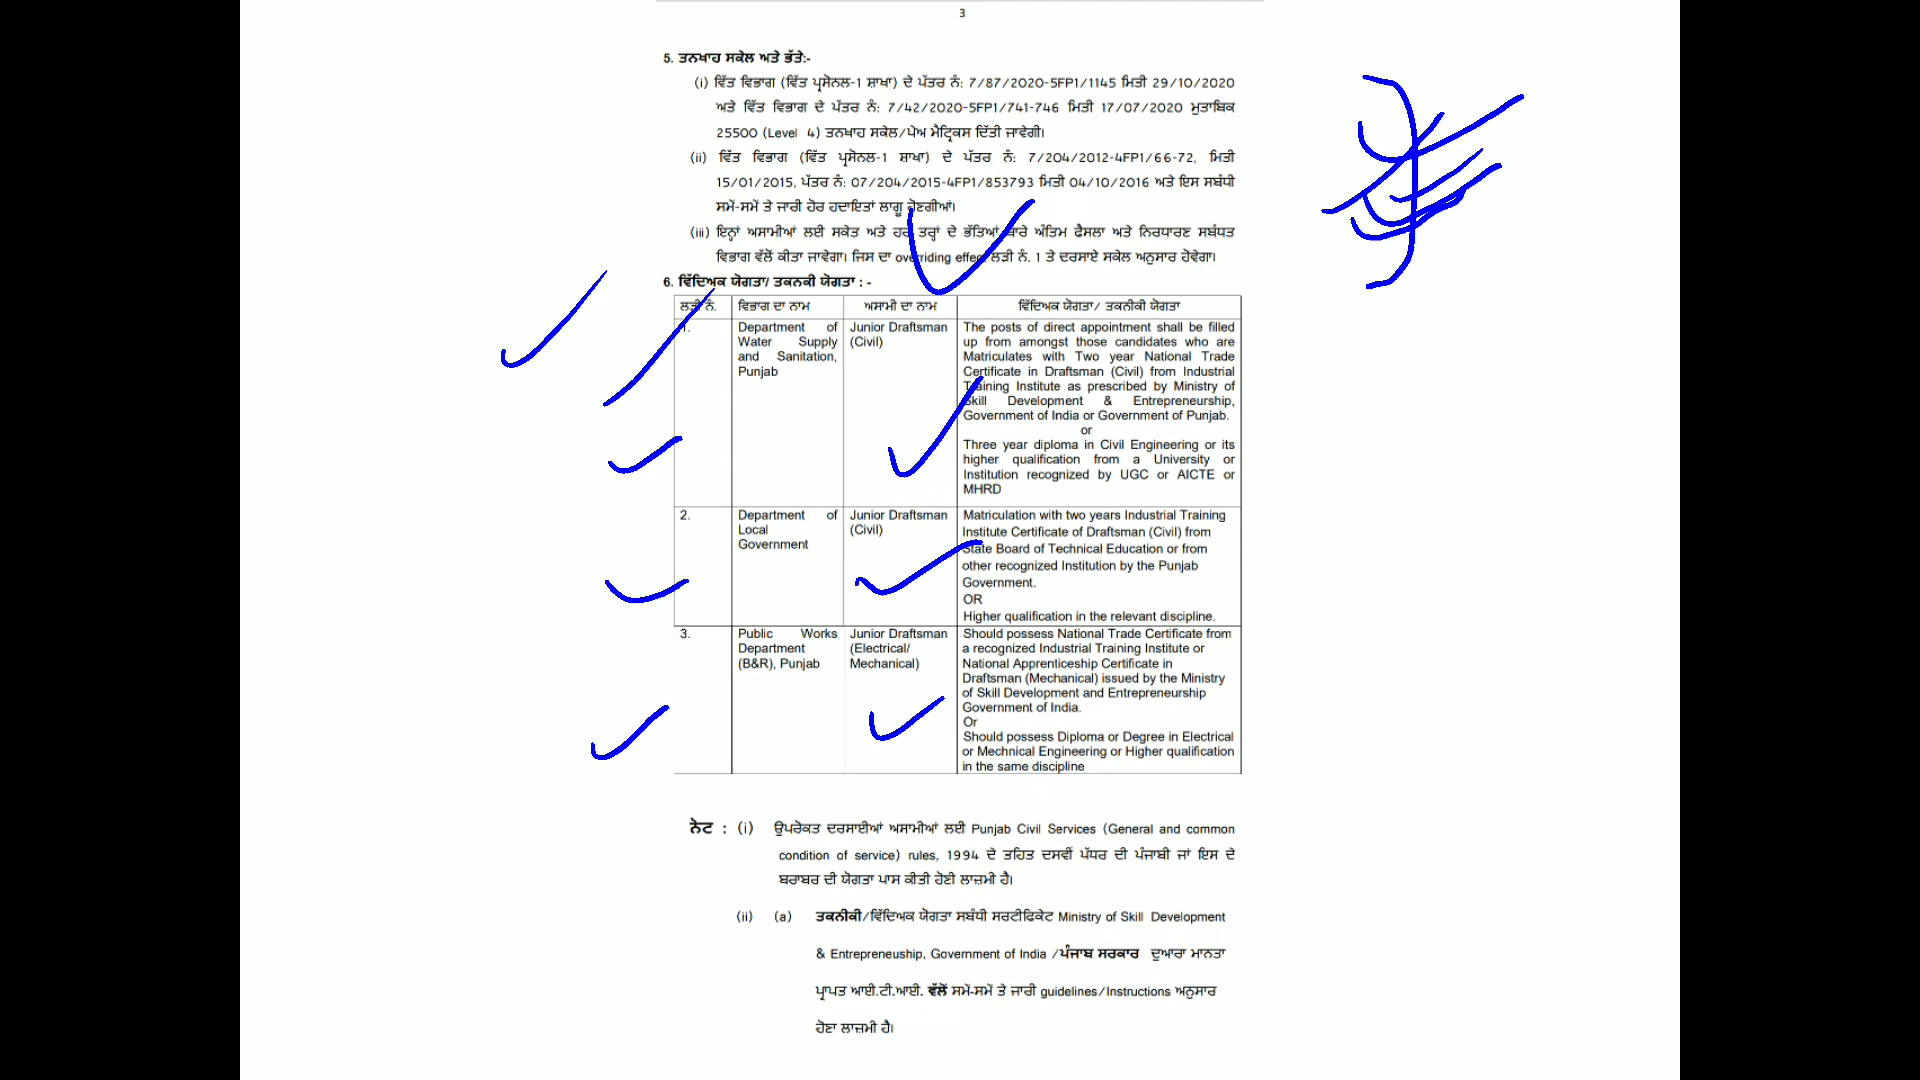 3
5. ਤਨਖਾਹ ਸਕੇਲ ਅਤੇ ਭੱਤੇ:-
(i) ਵਿੱਤ ਵਿਭਾਗ (ਵਿੱਤ ਪ੍ਰਸੋਨਲ-1 ਸ਼ਾਖਾ) ਦੇ ਪੱਤਰ ਨੰ: 7/87/2020-5FP1/1145 ਮਿਤੀ 29/10/2020
ਅਤੇ ਵਿੱਤ ਵਿਭਾਗ ਦੇ ਪੱਤਰ ਨੰ: 7/42/2020-5FP1/741-746 ਮਿਤੀ 17/07/2020 ਮੁਤਾਬਿਕ
25500 (Level 4) ਤਨਖਾਹ ਸਕੇਲ/ਪੇਅ ਮੈਟ੍ਰਿਕਸ ਦਿੱਤੀ ਜਾਵੇਗੀ।
(ii) ਵਿੱਤ ਵਿਭਾਗ (ਵਿੱਤ ਪ੍ਰਸੋਨਲ-1 ਸ਼ਾਖਾ) ਦੇ ਪੱਤਰ ਨੰ: 7/204/2012-4FP1/66-72, ਮਿਤੀ
15/01/2015, ਪੱਤਰ ਨੰ: 07/204/2015-4FP1/853793 ਮਿਤੀ 04/10/2016 ਅਤੇ ਇਸ ਸਬੰਧੀ
ਸਮੇਂ-ਸਮੇਂ ਤੇ ਜਾਰੀ ਹੋਰ ਹਦਾਇਤਾਂ ਲਾਗੂ ਹੋਣਗੀਆਂ।
(iii) ਇਨ੍ਹਾਂ ਅਸਾਮੀਆਂ ਲਈ ਸਕੇਤ ਅਤੇ ਹਰ ਤਰ੍ਹਾਂ ਦੇ ਭੱਤਿਆਂ ਬਾਰੇ ਅੰਤਿਮ ਫੈਸਲਾ ਅਤੇ ਨਿਰਧਾਰਣ ਸਬੰਧਤ
ਵਿਭਾਗ ਵੱਲੋਂ ਕੀਤਾ ਜਾਵੇਗਾ। ਜਿਸ ਦਾ overriding effect ਲੜੀ ਨੰ. 1 ਤੇ ਦਰਸਾਏ ਸਕੇਲ ਅਨੁਸਾਰ ਹੋਵੇਗਾ।
6. ਵਿੱਦਿਅਕ ਯੋਗਤਾ/ ਤਕਨਕੀ ਯੋਗਤਾ : -
ਲੜੀ ਨੰ. ਵਿਭਾਗ ਦਾ ਨਾਮ ਅਸਾਮੀ ਦਾ ਨਾਮ ਵਿੱਦਿਅਕ ਯੋਗਤਾ/ ਤਕਨੀਕੀ ਯੋਗਤਾ
1.
Department of
Water Supply
and Sanitation,
Punjab
Junior Draftsman
(Civil)
The posts of direct appointment shall be filled
up from amongst those candidates who are
Matriculates with Two year National Trade
Certificate in Draftsman (Civil) from Industrial
Training Institute as prescribed by Ministry of
Skill Development & Entrepreneurship,
Government of India or Government of Punjab.
or
Three year diploma in Civil Engineering or its
higher qualification from a University or
Institution recognized by UGC or AICTE or
MHRD
2.
Department of
Local
Government
Junior Draftsman
(Civil)
Matriculation with two years Industrial Training
Institute Certificate of Draftsman (Civil) from
State Board of Technical Education or from
other recognized Institution by the Punjab
Government.
OR
Higher qualification in the relevant discipline.
3.
Public Works
Department
(B&R), Punjab
Junior Draftsman
(Electrical/
Mechanical)
Should possess National Trade Certificate from
a recognized Industrial Training Institute or
National Apprenticeship Certificate in
Draftsman (Mechanical) issued by the Ministry
of Skill Development and Entrepreneurship
Government of India.
Or
Should possess Diploma or Degree in Electrical
or Mechnical Engineering or Higher qualification
in the same discipline
ਨੋਟ : (i) ਉਪਰੋਕਤ ਦਰਸਾਈਆਂ ਅਸਾਮੀਆਂ ਲਈ Punjab Civil Services (General and common
condition of service) rules, 1994 ਦੇ ਤਹਿਤ ਦਸਵੀਂ ਪੱਧਰ ਦੀ ਪੰਜਾਬੀ ਜਾਂ ਇਸ ਦੇ
ਬਰਾਬਰ ਦੀ ਯੋਗਤਾ ਪਾਸ ਕੀਤੀ ਹੋਣੀ ਲਾਜ਼ਮੀ ਹੈ।
(ii) (a) ਤਕਨੀਕੀ/ਵਿੱਦਿਅਕ ਯੋਗਤਾ ਸਬੰਧੀ ਸਰਟੀਫਿਕੇਟ Ministry of Skill Development
& Entrepreneuship, Government of India /ਪੰਜਾਬ ਸਰਕਾਰ ਦੁਆਰਾ ਮਾਨਤਾ
ਪ੍ਰਾਪਤ ਆਈ.ਟੀ.ਆਈ. ਵੱਲੋਂ ਸਮੇਂ-ਸਮੇਂ ਤੇ ਜਾਰੀ guidelines/Instructions ਅਨੁਸਾਰ
ਹੋਣਾ ਲਾਜ਼ਮੀ ਹੈ।